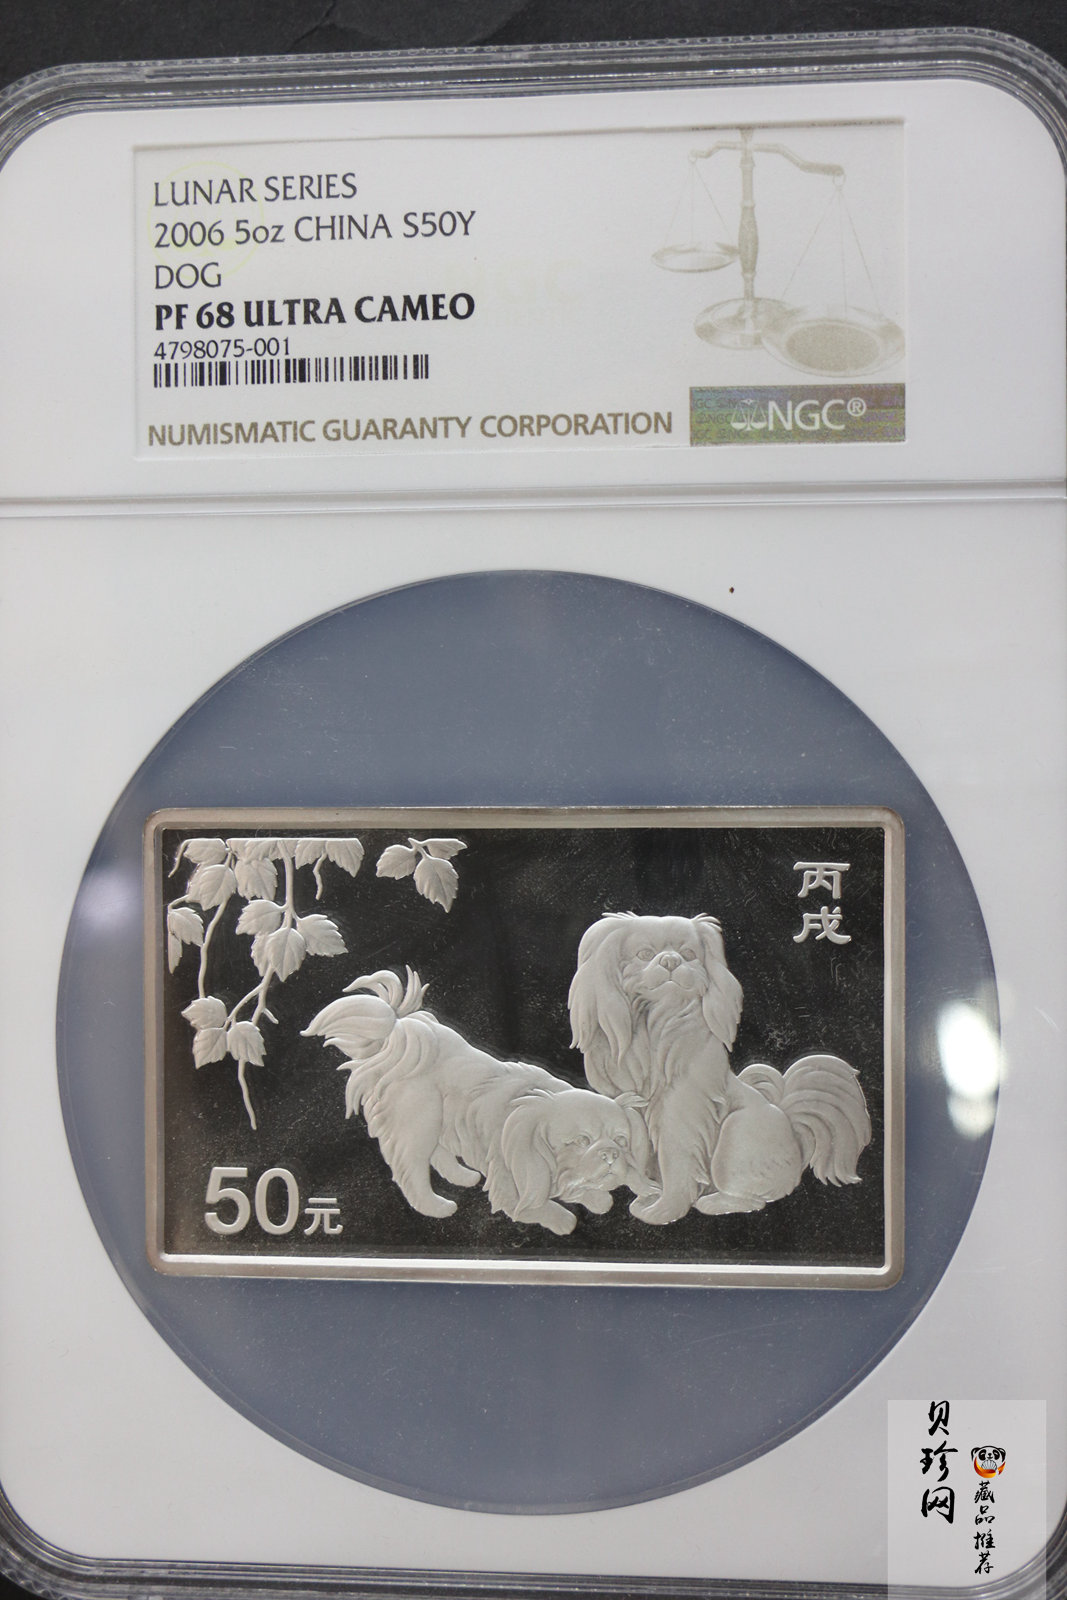 LUNAR SERIES
2006 5oz CHINA S50Y
DOG
PF 68 ULTRA CAMEO
4798075-001
NUMISMATIC GUARANTY CORPORATION
NGC®
丙
戌
50元
贝珍网
藏品推荐